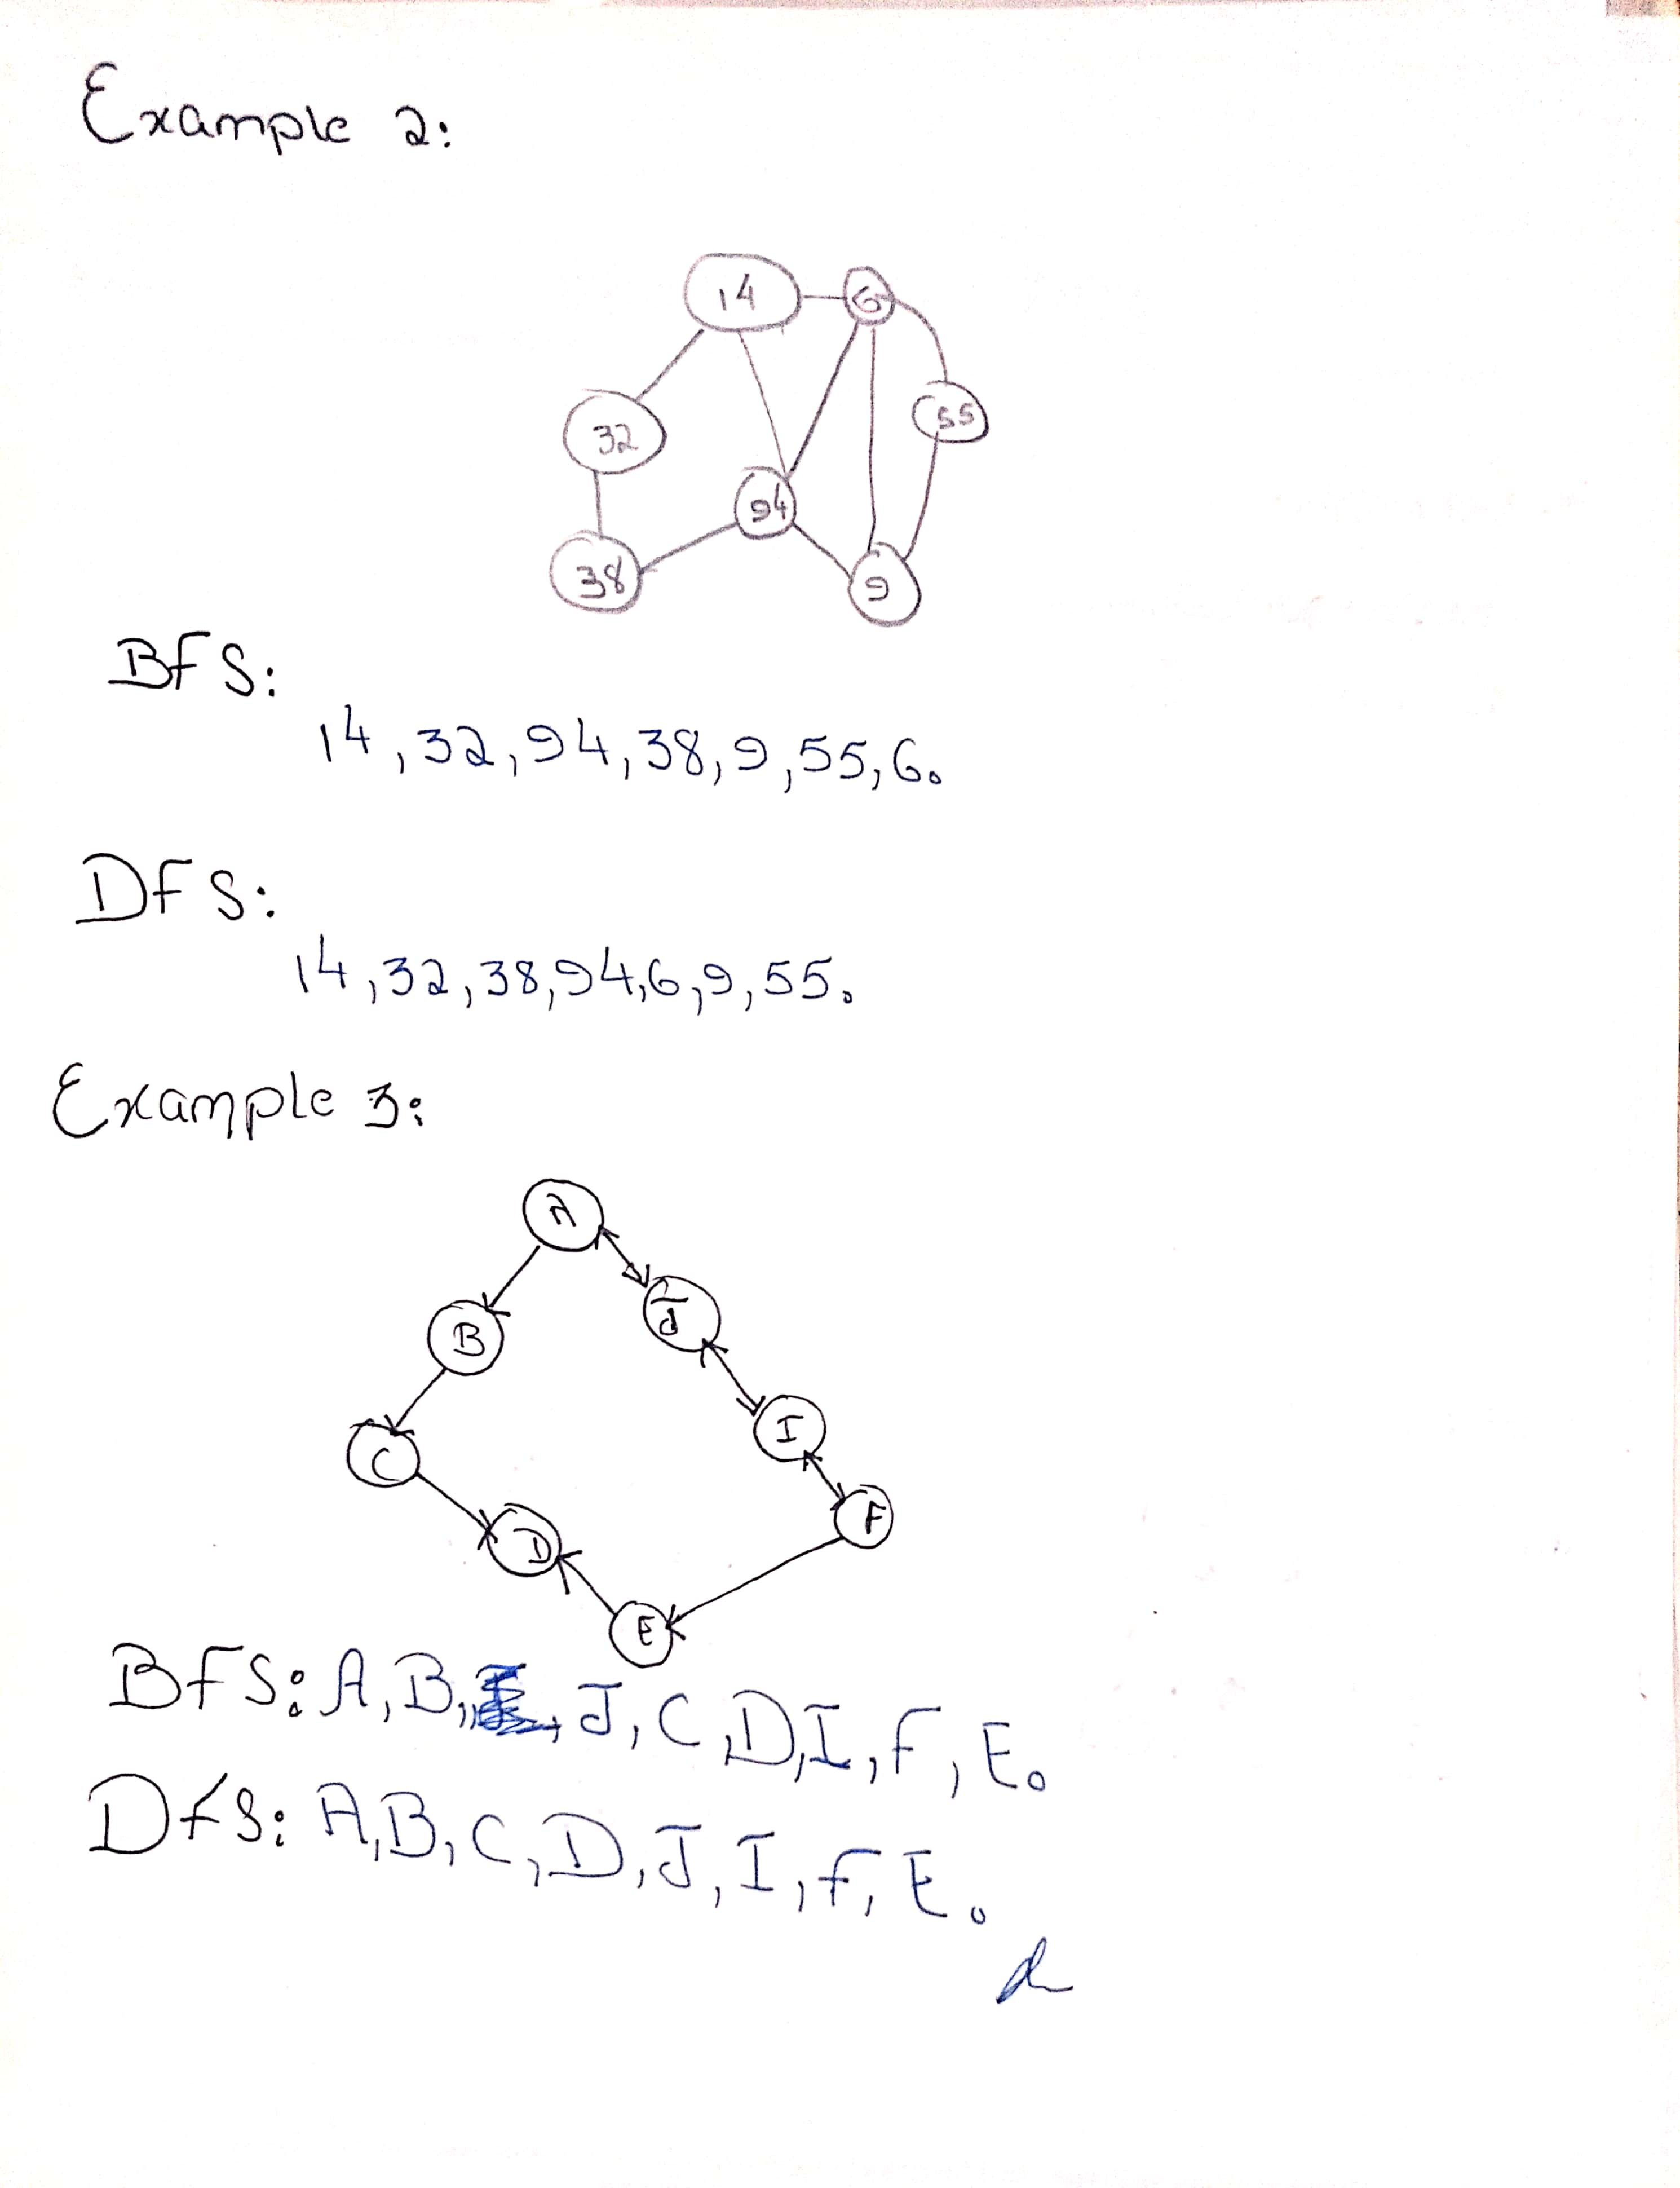 Example 2:
14 6
55
32
94
38 9
BFS:
14,32,94,38,9,55,6.
DFS:
14,32,38,94,6,9,55.
Example 3:
A
J
B
I
C
F
D
E
BFS: A,B,, J,C,D,I,F,E.
DFS: A,B,C,D,J,I,F,E.